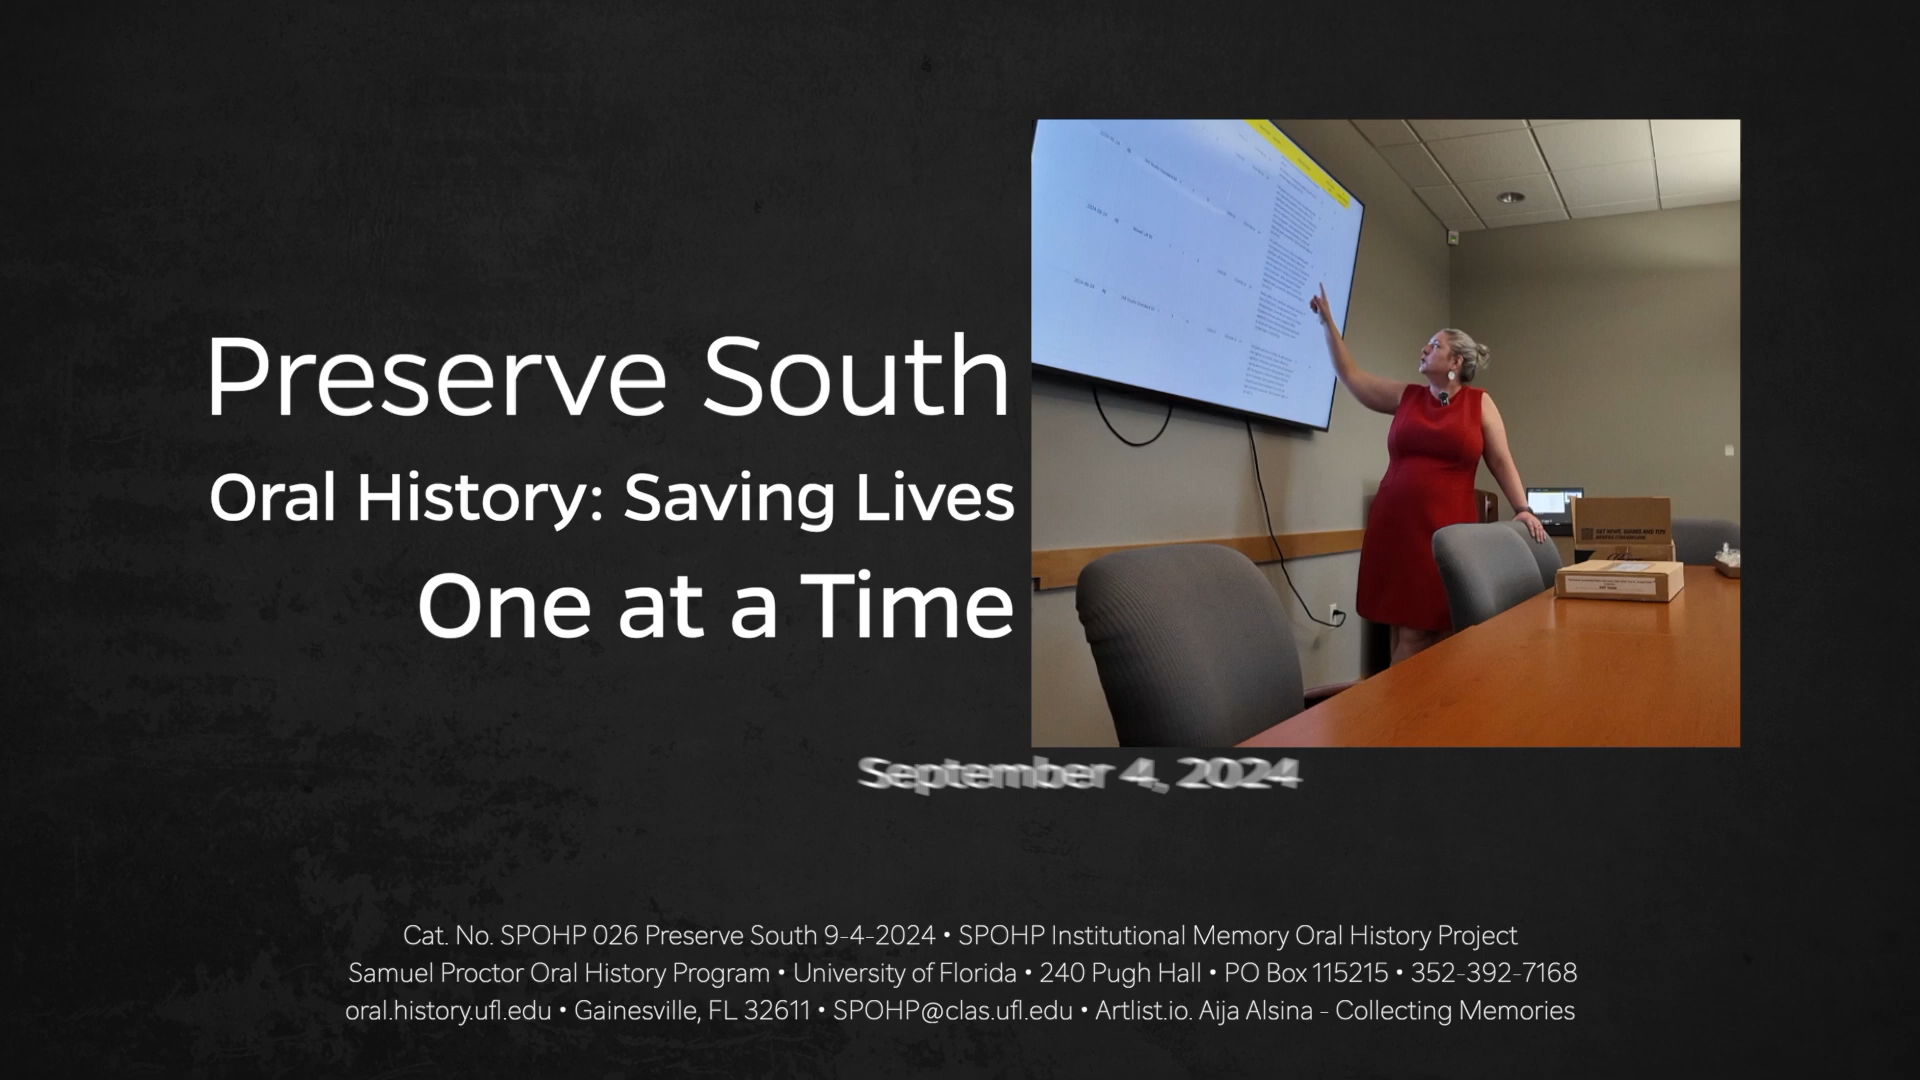 Preserve South
Oral History: Saving Lives
One at a Time
September 4, 2024
Cat. No. SPOHP 026 Preserve South 9-4-2024 • SPOHP Institutional Memory Oral History Project
Samuel Proctor Oral History Program • University of Florida • 240 Pugh Hall • PO Box 115215 • 352-392-7168
oral.history.ufl.edu • Gainesville, FL 32611 • SPOHP@clas.ufl.edu • Artlist.io. Aija Alsina - Collecting Memories